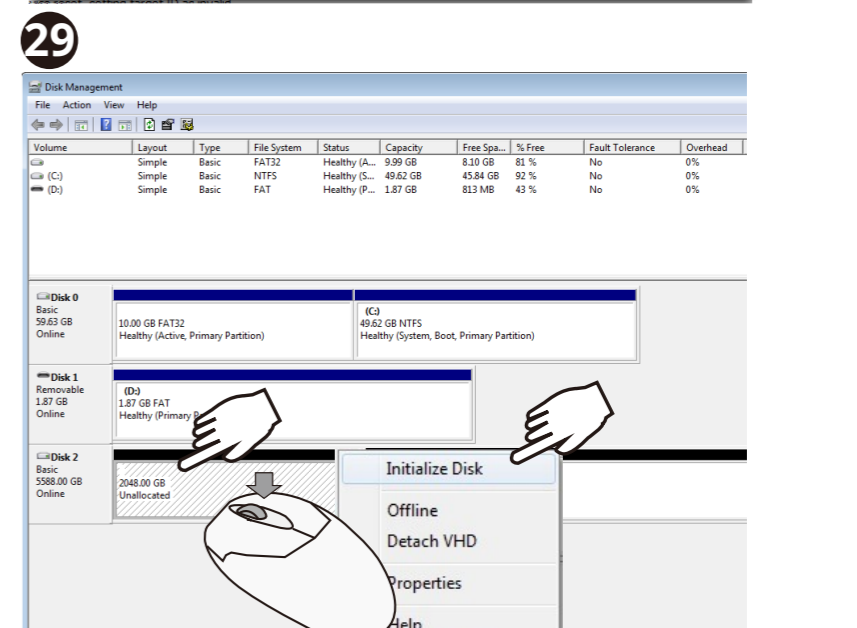 29
Disk Management
File Action View Help
Volume Layout Type File System Status Capacity Free Spa... % Free Fault Tolerance Overhead
Simple Basic FAT32 Healthy (A... 9.99 GB 8.10 GB 81 % No 0%
(C:) Simple Basic NTFS Healthy (S... 49.62 GB 45.84 GB 92 % No 0%
(D:) Simple Basic FAT Healthy (P... 1.87 GB 813 MB 43 % No 0%
Disk 0
Basic
59.63 GB
Online
10.00 GB FAT32
Healthy (Active, Primary Partition)
(C:)
49.62 GB NTFS
Healthy (System, Boot, Primary Partition)
Disk 1
Removable
1.87 GB
Online
(D:)
1.87 GB FAT
Healthy (Primary
Disk 2
Basic
5588.00 GB
Online
2048.00 GB
Unallocated
Initialize Disk
Offline
Detach VHD
Properties
Help